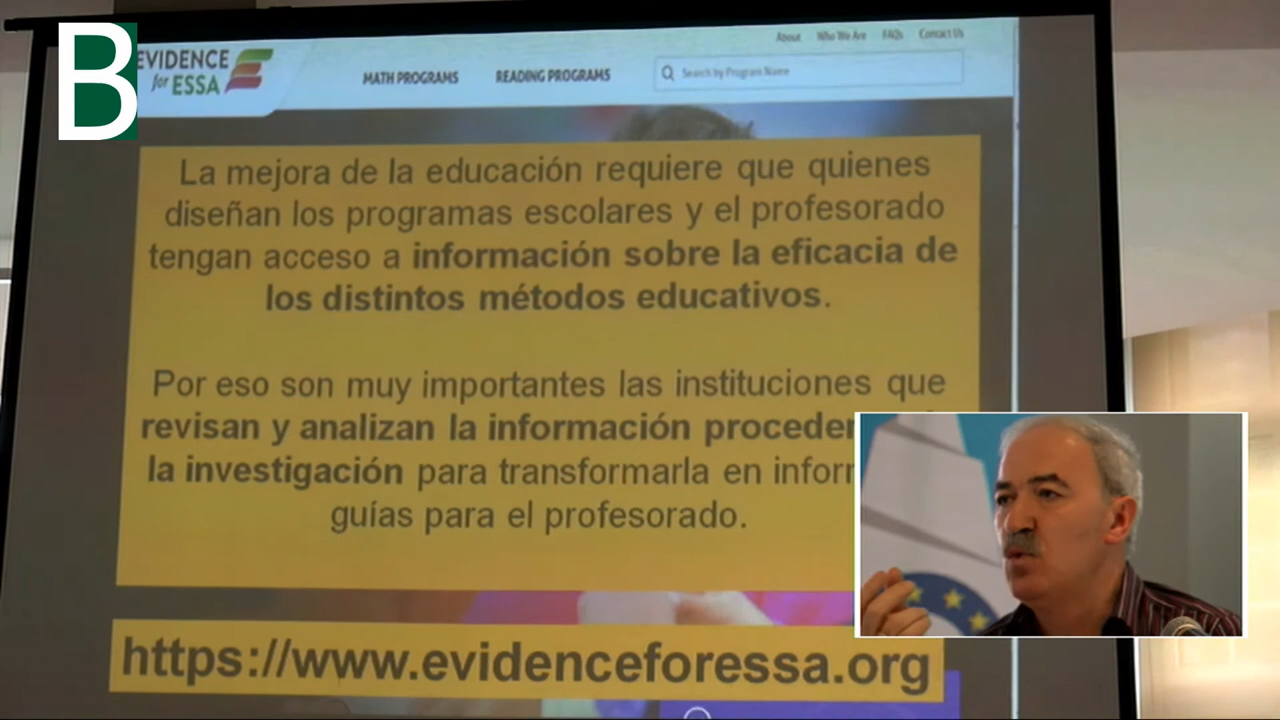 B
EVIDENCE
for ESSA
About Who We Are FAQs Contact Us
MATH PROGRAMS READING PROGRAMS Search by Program Name
La mejora de la educación requiere que quienes
diseñan los programas escolares y el profesorado
tengan acceso a información sobre la eficacia de
los distintos métodos educativos.
Por eso son muy importantes las instituciones que
revisan y analizan la información
la investigación para transformarla en
guías para el profesorado.
https://www.evidenceforessa.org